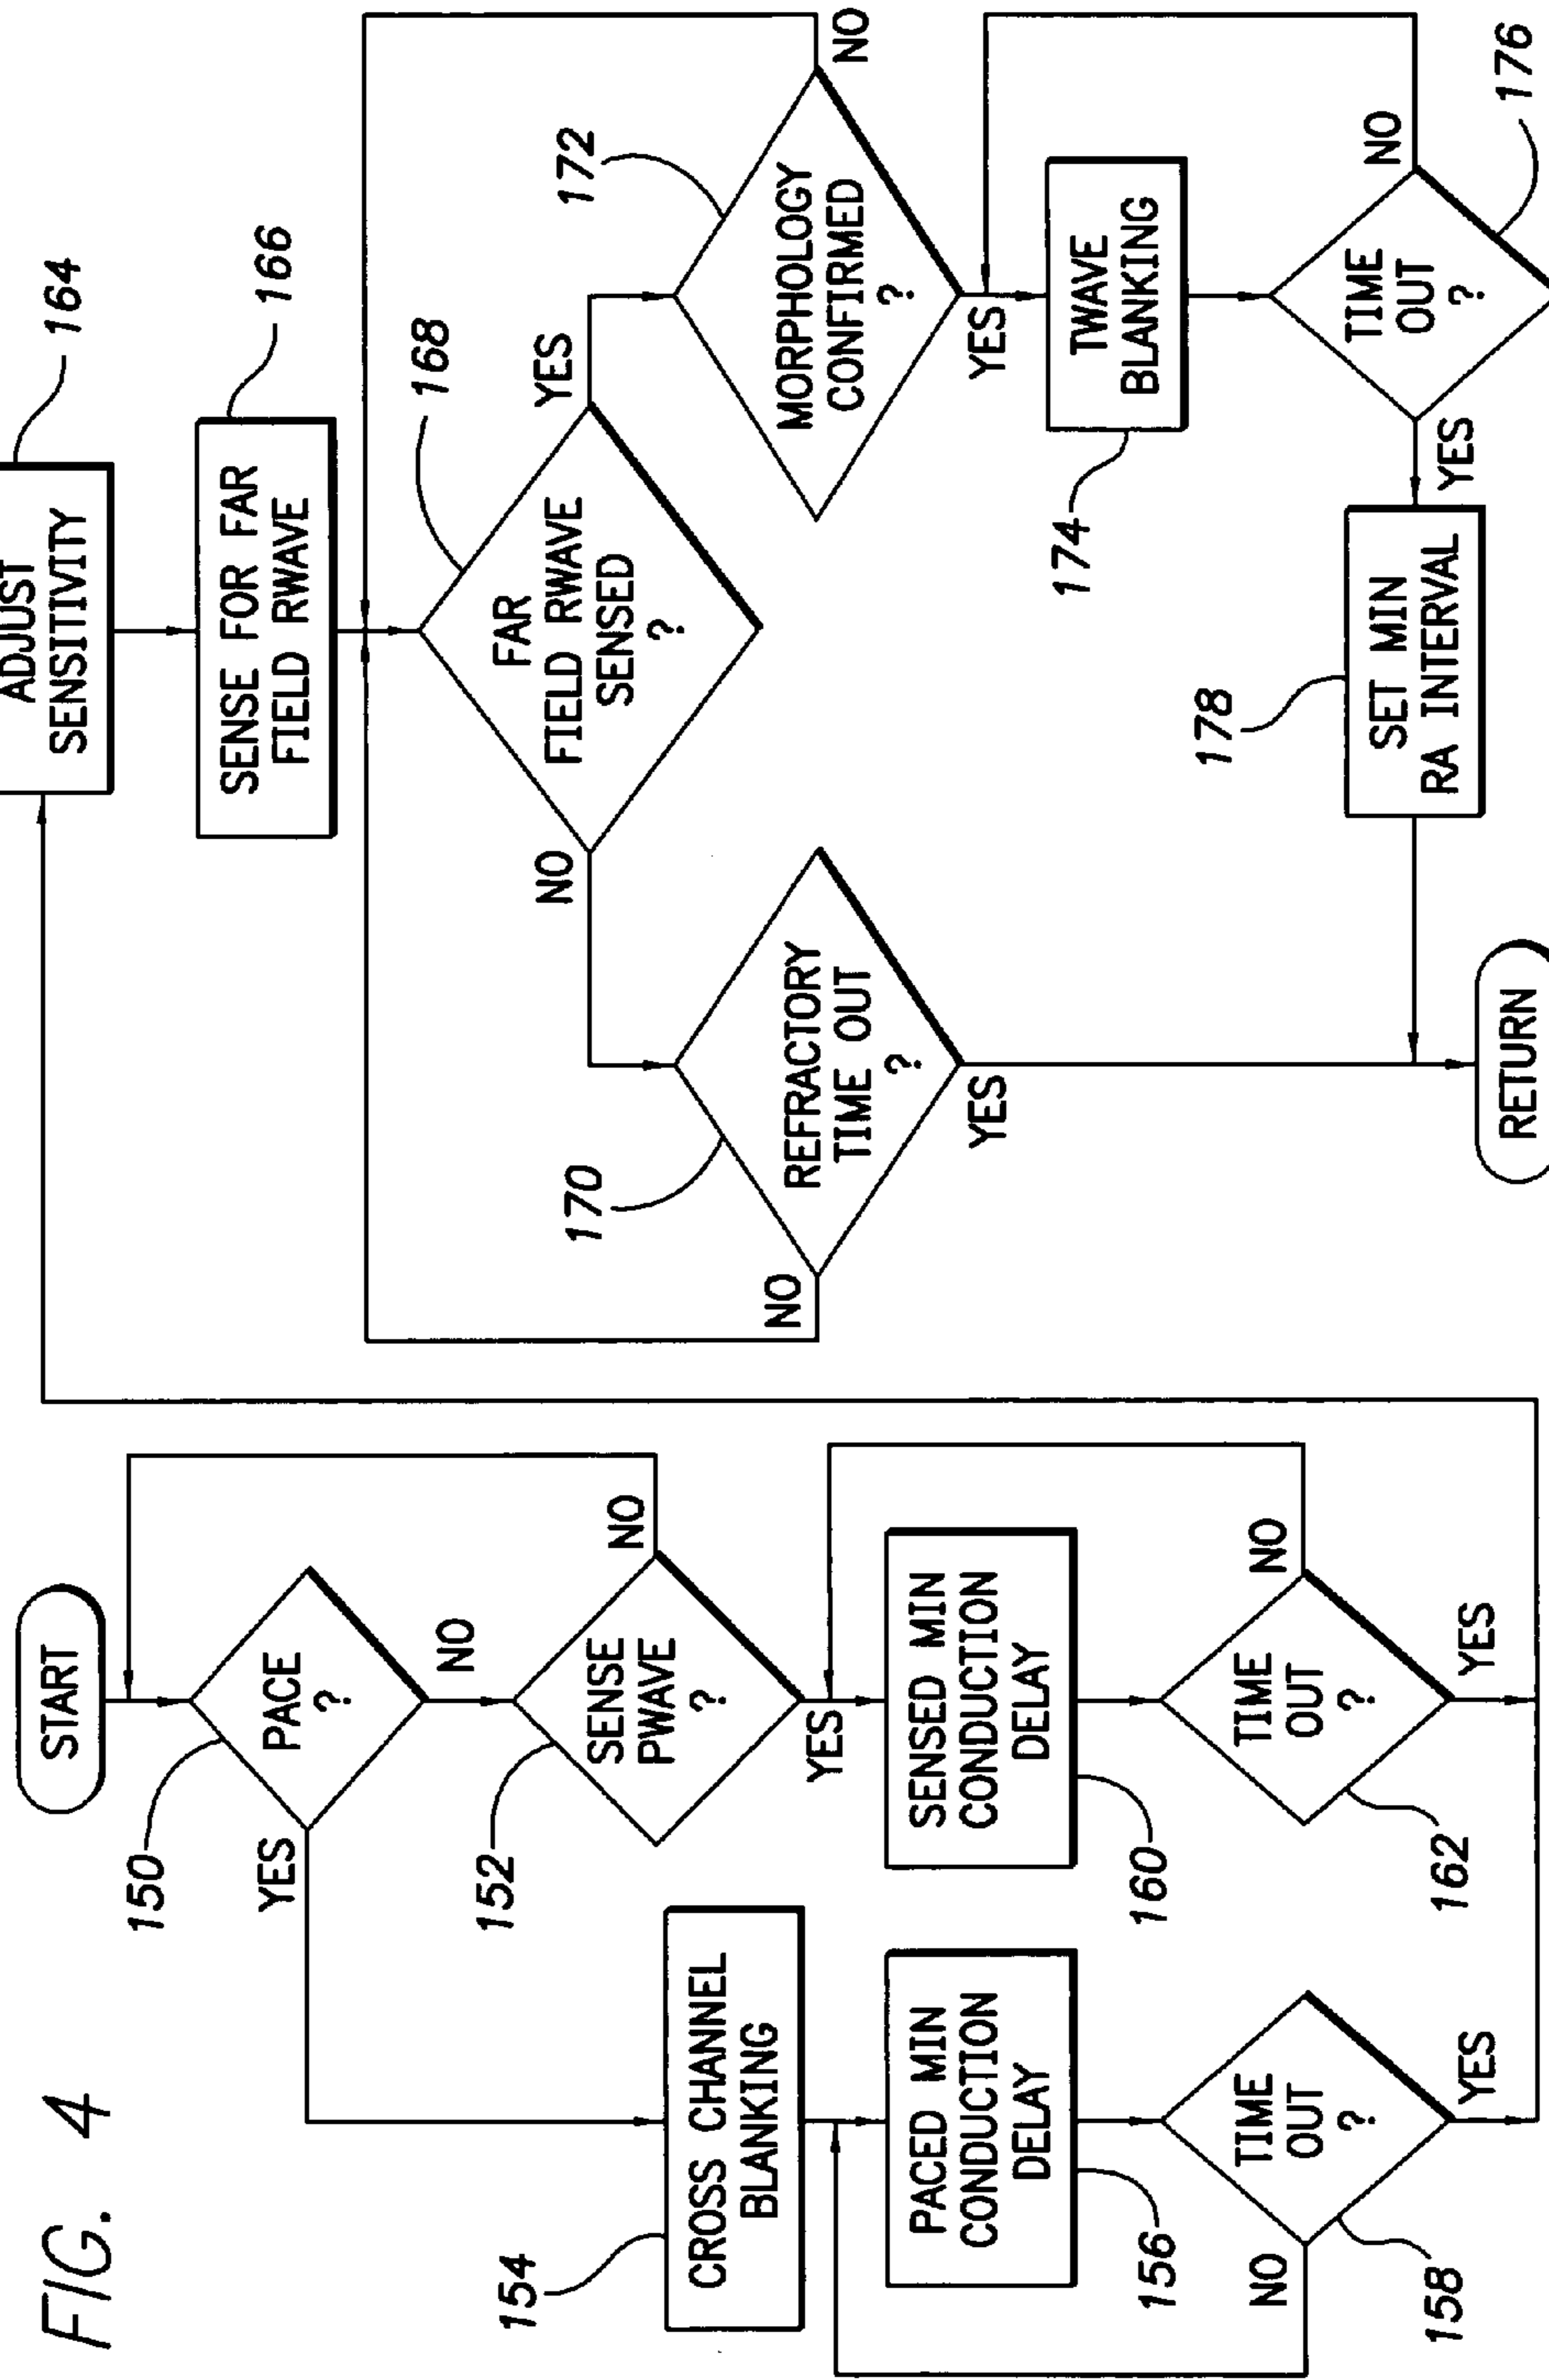 FIG. 4
START
150
PACE
?
YES
NO
152
SENSE
PWAVE
?
NO
YES
154
CROSS CHANNEL
BLANKING
156
PACED MIN
CONDUCTION
DELAY
158
TIME
OUT
?
NO
YES
160
SENSED MIN
CONDUCTION
DELAY
162
TIME
OUT
?
NO
YES
164
ADJUST
SENSITIVITY
166
SENSE FOR FAR
FIELD RWAVE
168
FAR
FIELD RWAVE
SENSED
?
NO
YES
170
REFRACTORY
TIME OUT
?
NO
YES
172
MORPHOLOGY
CONFIRMED
?
NO
YES
174
TWAVE
BLANKING
176
TIME
OUT
?
NO
YES
178
SET MIN
RA INTERVAL
RETURN